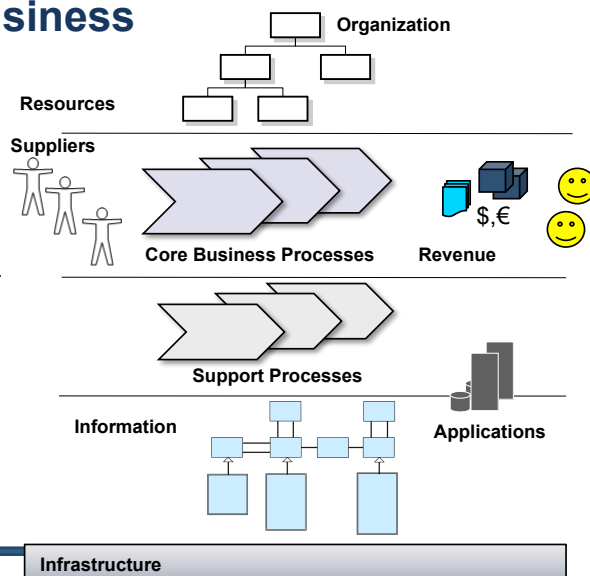 siness
Organization
Resources
Suppliers
$,€
Core Business Processes
Revenue
Support Processes
Information
Applications
Infrastructure